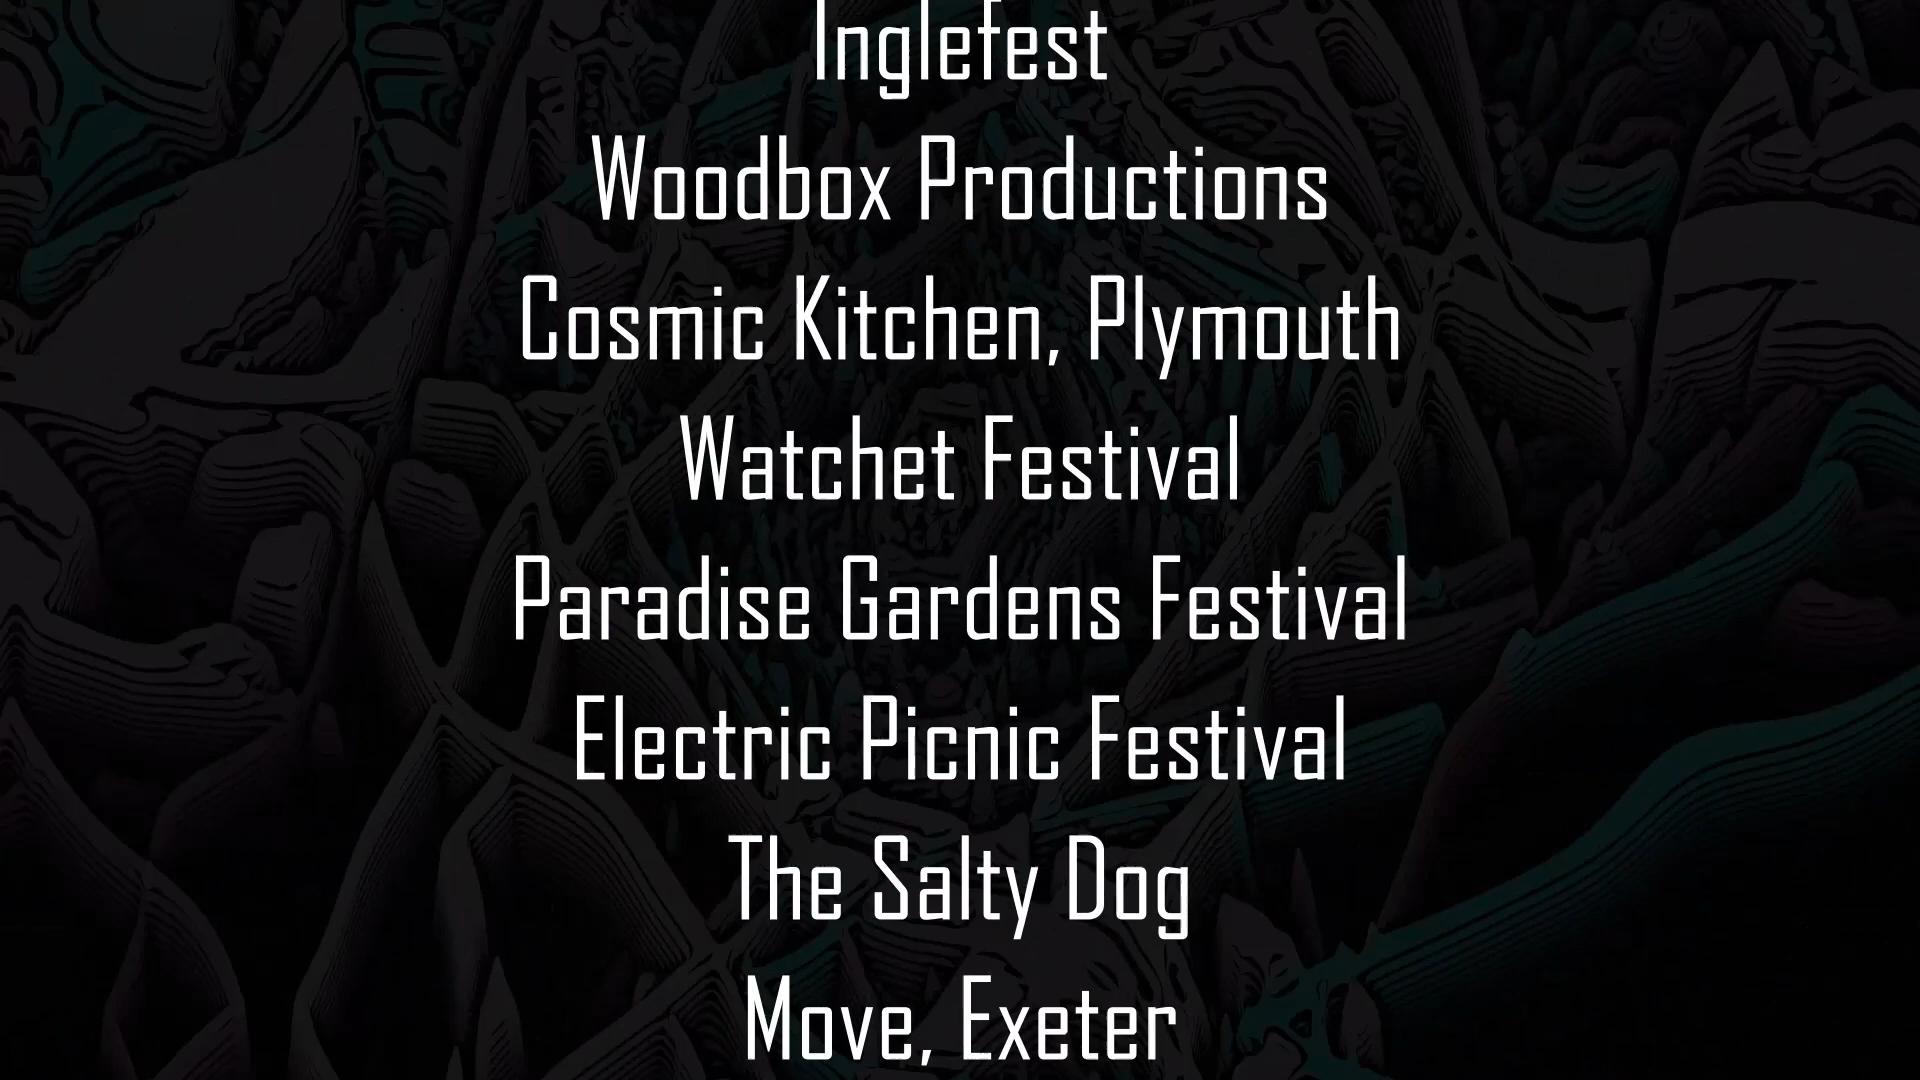 Inglefest
Woodbox Productions
Cosmic Kitchen, Plymouth
Watchet Festival
Paradise Gardens Festival
Electric Picnic Festival
The Salty Dog
Move, Exeter